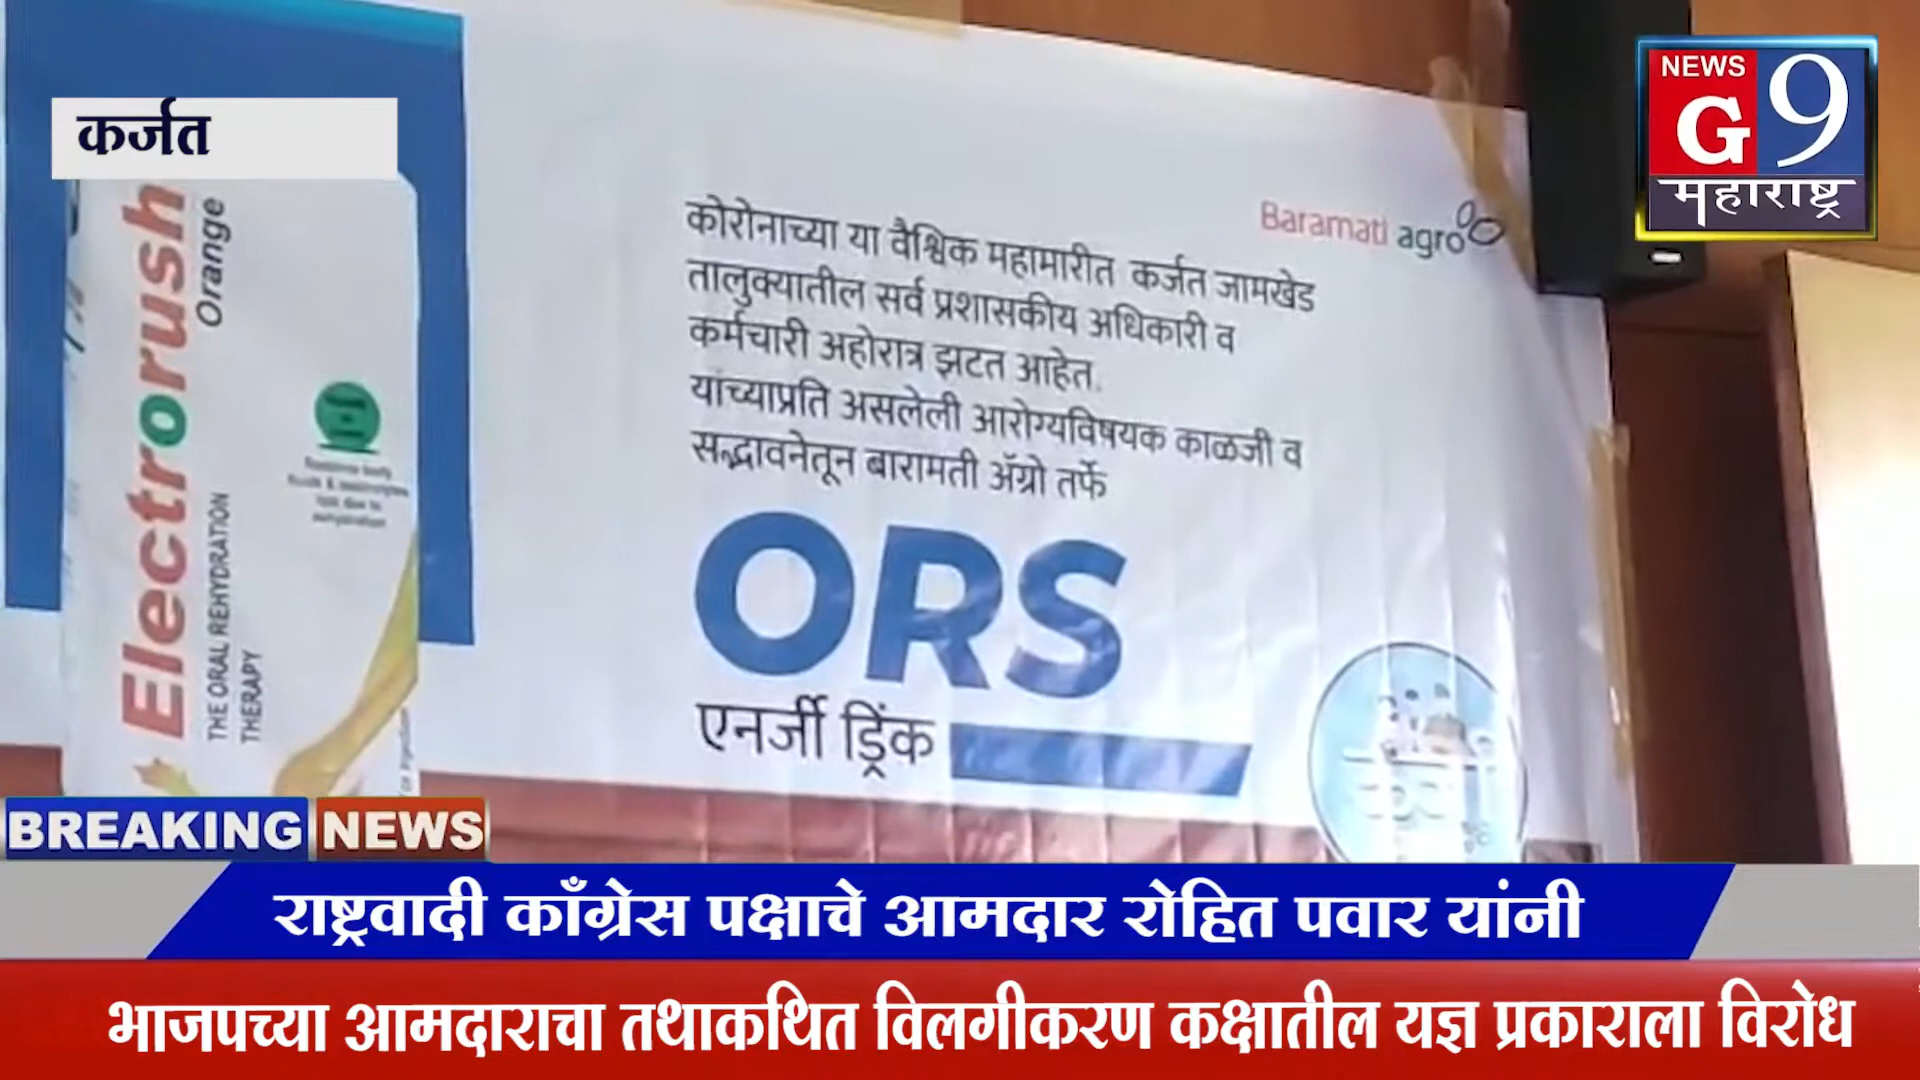 कर्जत
NEWS
G9
महाराष्ट्र
Electrorush
Orange
THE ORAL REHYDRATION
THERAPY
Baramati agro
कोरोनाच्या या वैश्विक महामारीत कर्जत जामखेड
तालुक्यातील सर्व प्रशासकीय अधिकारी व
कर्मचारी अहोरात्र झटत आहेत.
यांच्याप्रति असलेली आरोग्यविषयक काळजी व
सद्भावनेतून बारामती ॲग्रो तर्फे
ORS
एनर्जी ड्रिंक
BREAKING NEWS
राष्ट्रवादी काँग्रेस पक्षाचे आमदार रोहित पवार यांनी
भाजपच्या आमदाराचा तथाकथित विलगीकरण कक्षातील यज्ञ प्रकाराला विरोध